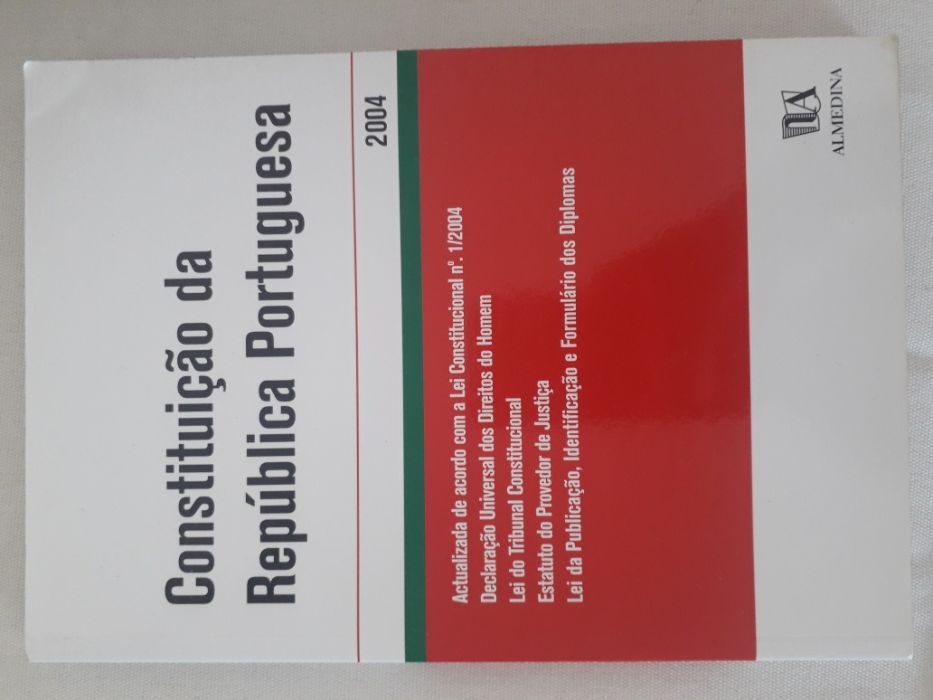 Constituição da
República Portuguesa
2004
Actualizada de acordo com a Lei Constitucional nº. 1/2004
Declaração Universal dos Direitos do Homem
Lei do Tribunal Constitucional
Estatuto do Provedor de Justiça
Lei da Publicação, Identificação e Formulário dos Diplomas
ALMEDINA